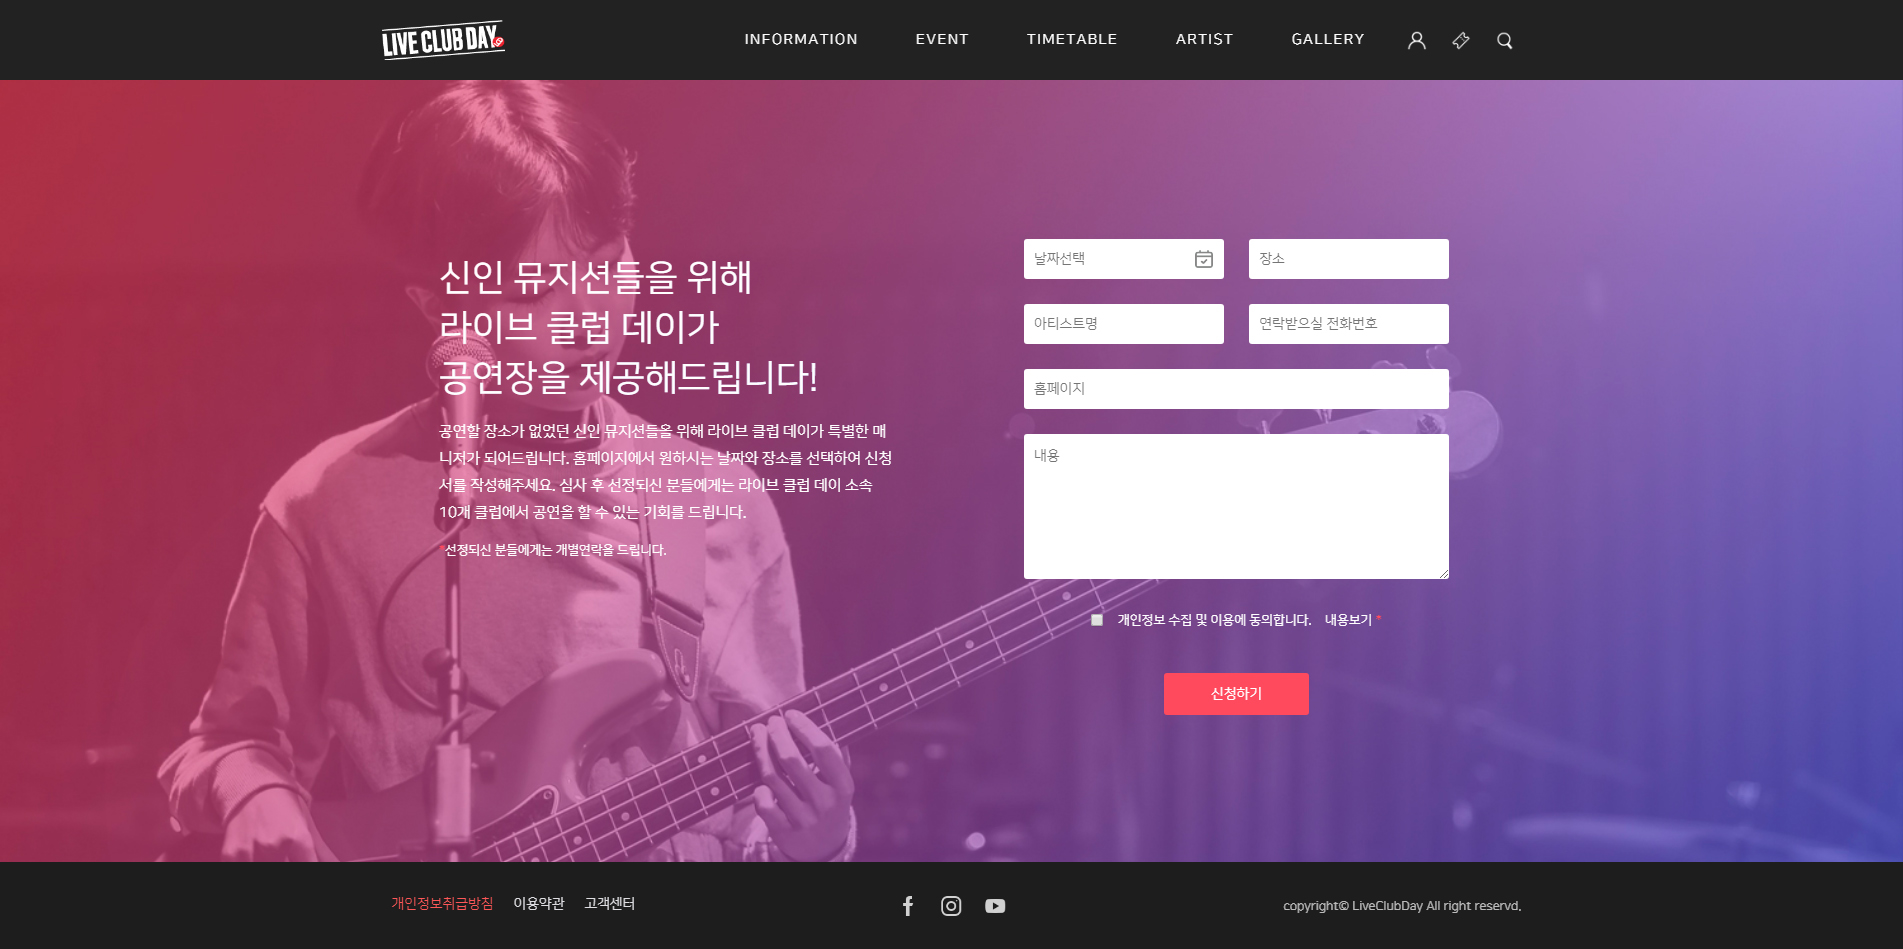 LIVE CLUB DAY
INFORMATION EVENT TIMETABLE ARTIST GALLERY
신인 뮤지션들을 위해
라이브 클럽 데이가
공연장을 제공해드립니다!
공연할 장소가 없었던 신인 뮤지션들을 위해 라이브 클럽 데이가 특별한 매
니저가 되어드립니다. 홈페이지에서 원하시는 날짜와 장소를 선택하여 신청
서를 작성해주세요. 심사 후 선정되신 분들에게는 라이브 클럽 데이 소속
10개 클럽에서 공연을 할 수 있는 기회를 드립니다.
*선정되신 분들에게는 개별연락을 드립니다.
날짜선택 장소
아티스트명 연락받으실 전화번호
홈페이지
내용
개인정보 수집 및 이용에 동의합니다. 내용보기 *
신청하기
개인정보취급방침 이용약관 고객센터
copyright© LiveClubDay All right reservd.